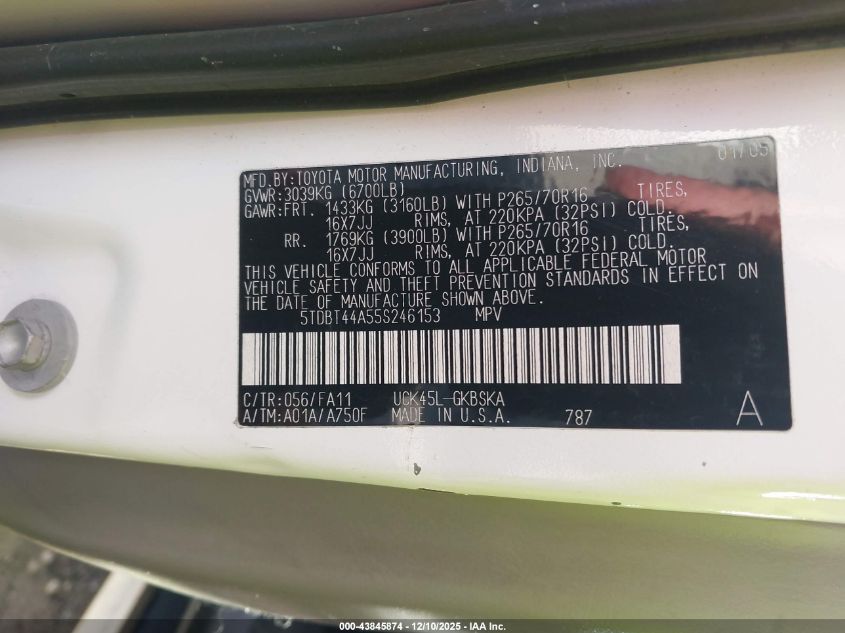 MFD.BY:TOYOTA MOTOR MANUFACTURING, INDIANA, INC. 01/05
GVWR:3039KG (6700LB)
GAWR:FRT. 1433KG (3160LB) WITH P265/70R16 TIRES,
16X7JJ RIMS, AT 220KPA (32PSI) COLD.
RR. 1769KG (3900LB) WITH P265/70R16 TIRES,
16X7JJ RIMS, AT 220KPA (32PSI) COLD.
THIS VEHICLE CONFORMS TO ALL APPLICABLE FEDERAL MOTOR
VEHICLE SAFETY AND THEFT PREVENTION STANDARDS IN EFFECT ON
THE DATE OF MANUFACTURE SHOWN ABOVE.
5TDBT44A55S246153 MPV
C/TR:056/FA11 UCK45L-GKBSKA
A/TM:A01A/A750F MADE IN U.S.A. 787 A
000-43845874 - 12/10/2025 - IAA Inc.